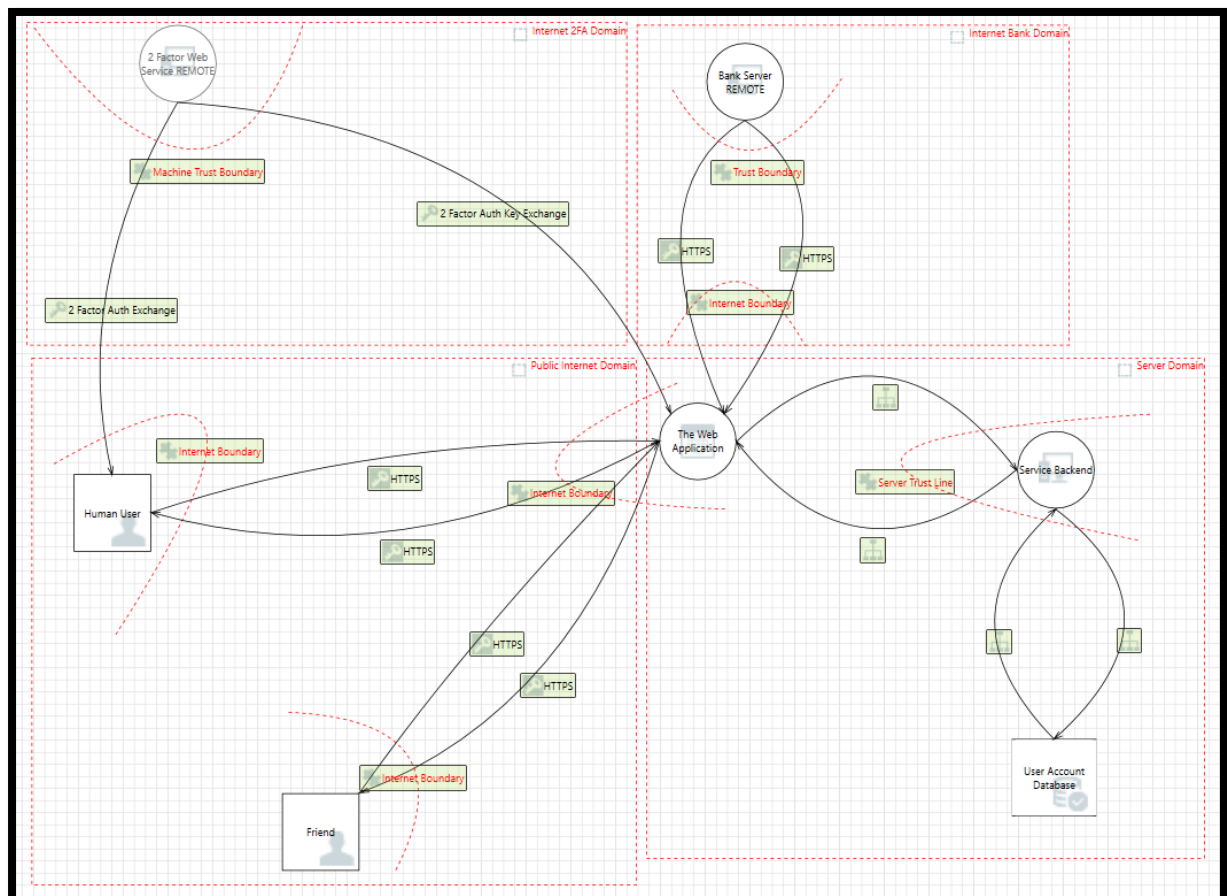 Internet 2FA Domain
Internet Bank Domain
2 Factor Web
Service REMOTE
Bank Server
REMOTE
Machine Trust Boundary
Trust Boundary
2 Factor Auth Key Exchange
HTTPS
HTTPS
2 Factor Auth Exchange
Internet Boundary
Public Internet Domain
Server Domain
The Web
Application
Internet Boundary
Service Backend
HTTPS
Server Trust Line
Internet Boundary
Human User
HTTPS
HTTPS
HTTPS
Internet Boundary
User Account
Database
Friend